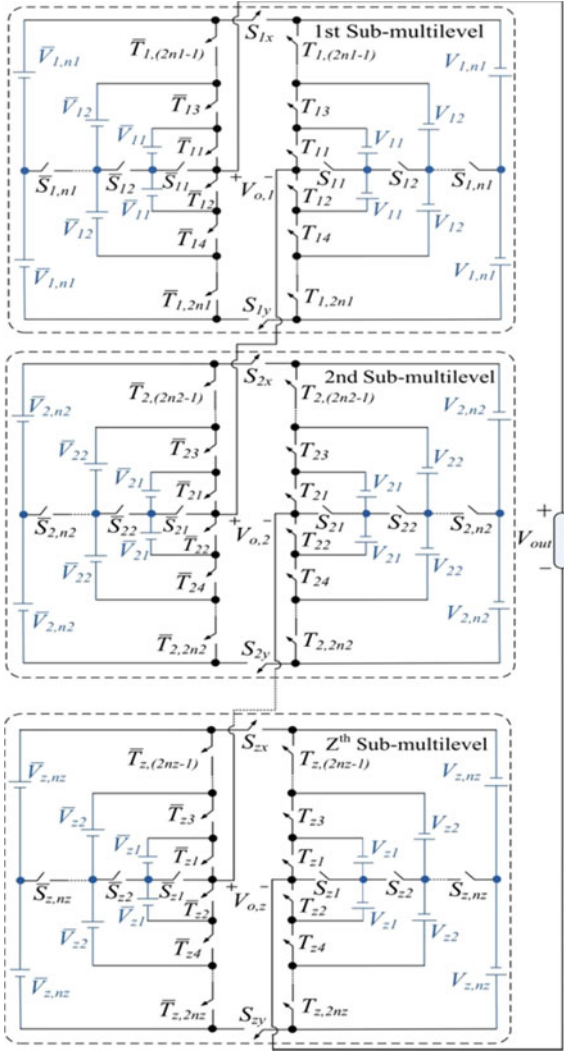 1st Sub-multilevel
S1x
V̅1,n1
T̅1,(2n1-1)
T1,(2n1-1)
V1,n1
V̅12
T̅13
T13
V12
V̅11
T̅11
T11
V11
S̅1,n1
S̅12
S̅11
+ Vo,1 −
S11
S12
S1,n1
V̅11
T̅12
T12
V11
V̅12
T̅14
T14
V12
V̅1,n1
T̅1,2n1
T1,2n1
V1,n1
S1y
2nd Sub-multilevel
S2x
V̅2,n2
T̅2,(2n2-1)
T2,(2n2-1)
V2,n2
V̅22
T̅23
T23
V22
V̅21
T̅21
T21
V21
S̅2,n2
S̅22
S̅21
+ Vo,2 −
S21
S22
S2,n2
+
Vout
−
V̅21
T̅22
T22
V21
V̅22
T̅24
T24
V22
V̅2,n2
T̅2,2n2
T2,2n2
V2,n2
S2y
Zth Sub-multilevel
Szx
V̅z,nz
T̅z,(2nz-1)
Tz,(2nz-1)
Vz,nz
V̅z2
T̅z3
Tz3
Vz2
V̅z1
T̅z1
Tz1
Vz1
S̅z,nz
S̅z2
S̅z1
+ Vo,z −
Sz1
Sz2
Sz,nz
V̅z1
T̅z2
Tz2
Vz1
V̅z2
T̅z4
Tz4
Vz2
V̅z,nz
T̅z,2nz
Tz,2nz
Vz,nz
Szy